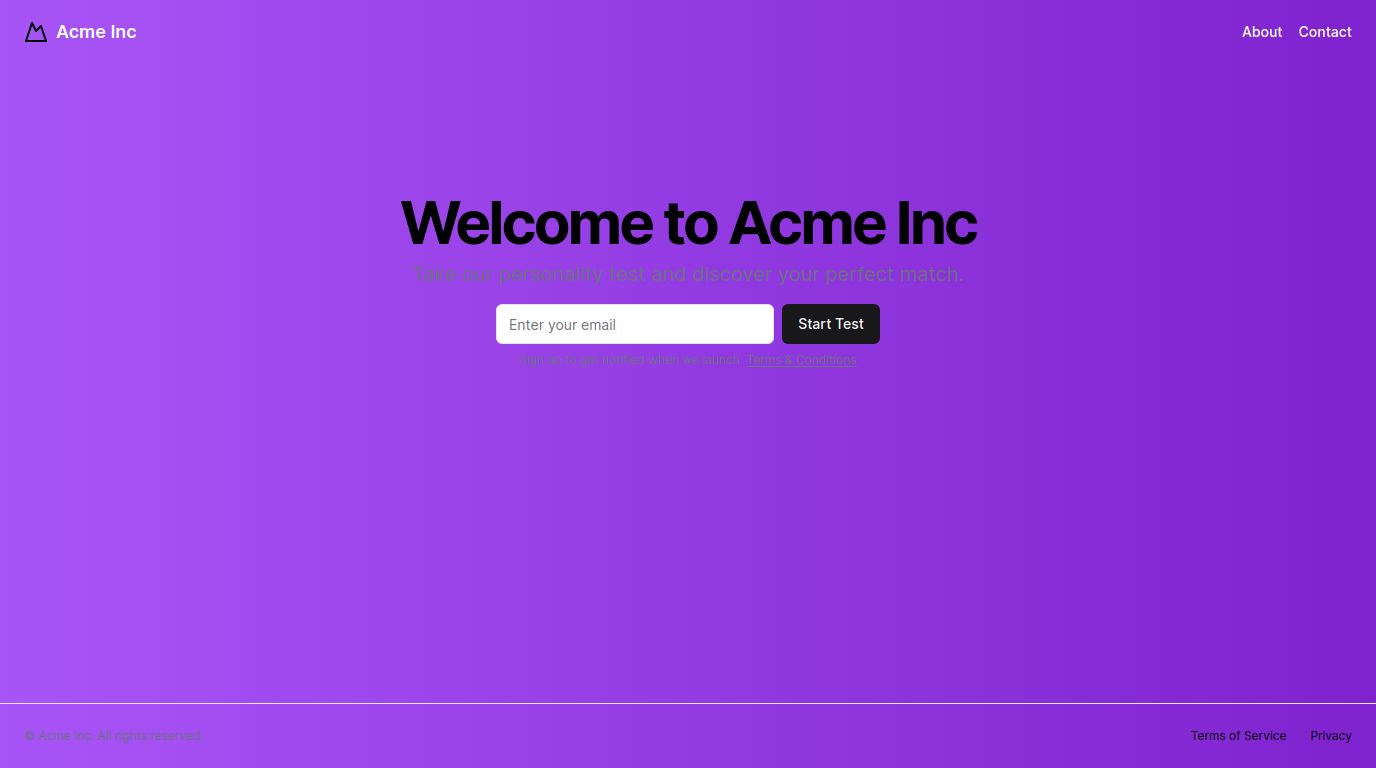 Acme Inc
About
Contact
Welcome to Acme Inc
Take our personality test and discover your perfect match.
Enter your email
Start Test
Sign up to get notified when we launch. Terms & Conditions
© Acme Inc. All rights reserved.
Terms of Service
Privacy